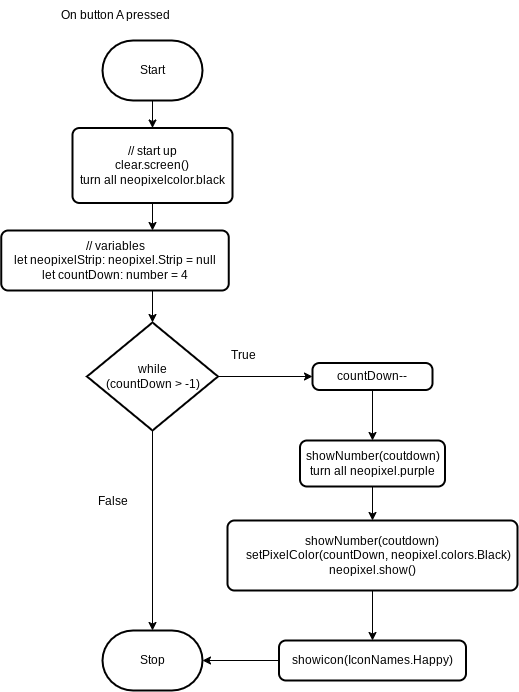 On button A pressed
Start
// start up
clear.screen()
turn all neopixelcolor.black
// variables
let neopixelStrip: neopixel.Strip = null
let countDown: number = 4
while
(countDown > -1)
True
countDown--
showNumber(coutdown)
turn all neopixel.purple
False
showNumber(coutdown)
setPixelColor(countDown, neopixel.colors.Black)
neopixel.show()
Stop
showicon(IconNames.Happy)